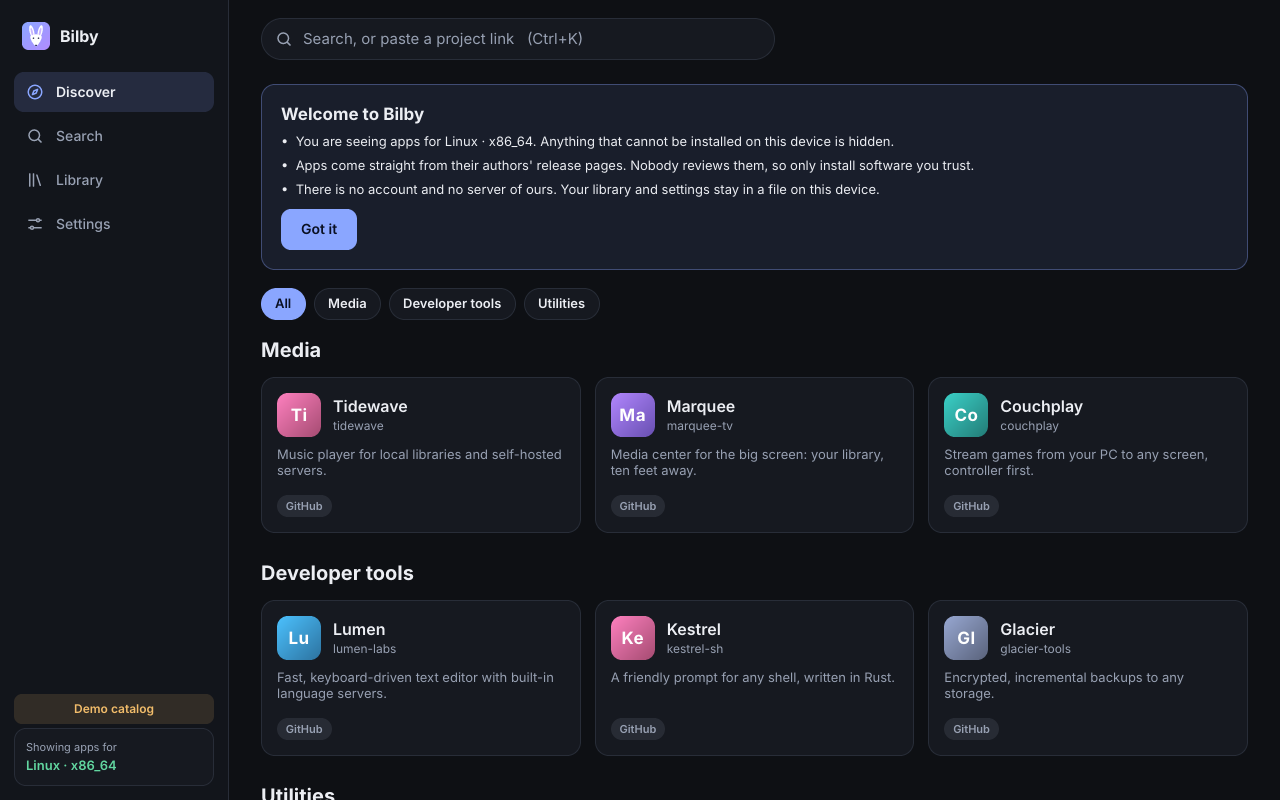 Bilby
Discover
Search
Library
Settings
Demo catalog
Showing apps for
Linux · x86_64
Search, or paste a project link (Ctrl+K)
Welcome to Bilby
• You are seeing apps for Linux · x86_64. Anything that cannot be installed on this device is hidden.
• Apps come straight from their authors' release pages. Nobody reviews them, so only install software you trust.
• There is no account and no server of ours. Your library and settings stay in a file on this device.
Got it
All Media Developer tools Utilities
Media
Ti
Tidewave
tidewave
Music player for local libraries and self-hosted
servers.
GitHub
Ma
Marquee
marquee-tv
Media center for the big screen: your library,
ten feet away.
GitHub
Co
Couchplay
couchplay
Stream games from your PC to any screen,
controller first.
GitHub
Developer tools
Lu
Lumen
lumen-labs
Fast, keyboard-driven text editor with built-in
language servers.
GitHub
Ke
Kestrel
kestrel-sh
A friendly prompt for any shell, written in Rust.
GitHub
Gl
Glacier
glacier-tools
Encrypted, incremental backups to any
storage.
GitHub
Utilities